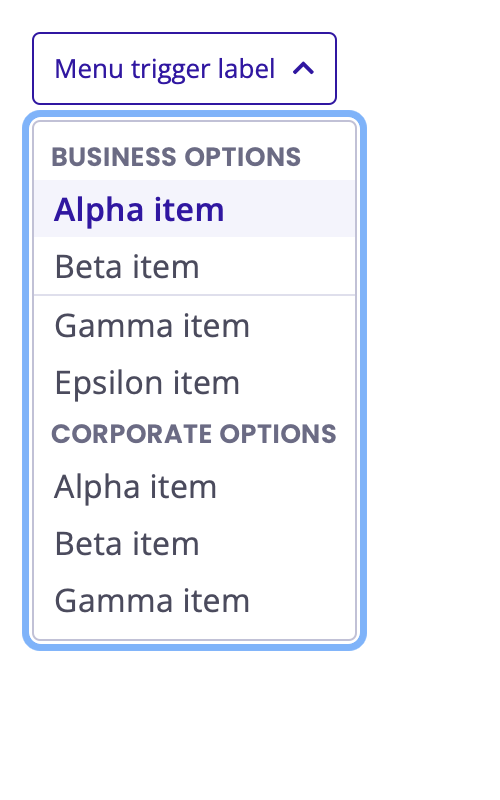 Menu trigger label
BUSINESS OPTIONS
Alpha item
Beta item
Gamma item
Epsilon item
CORPORATE OPTIONS
Alpha item
Beta item
Gamma item